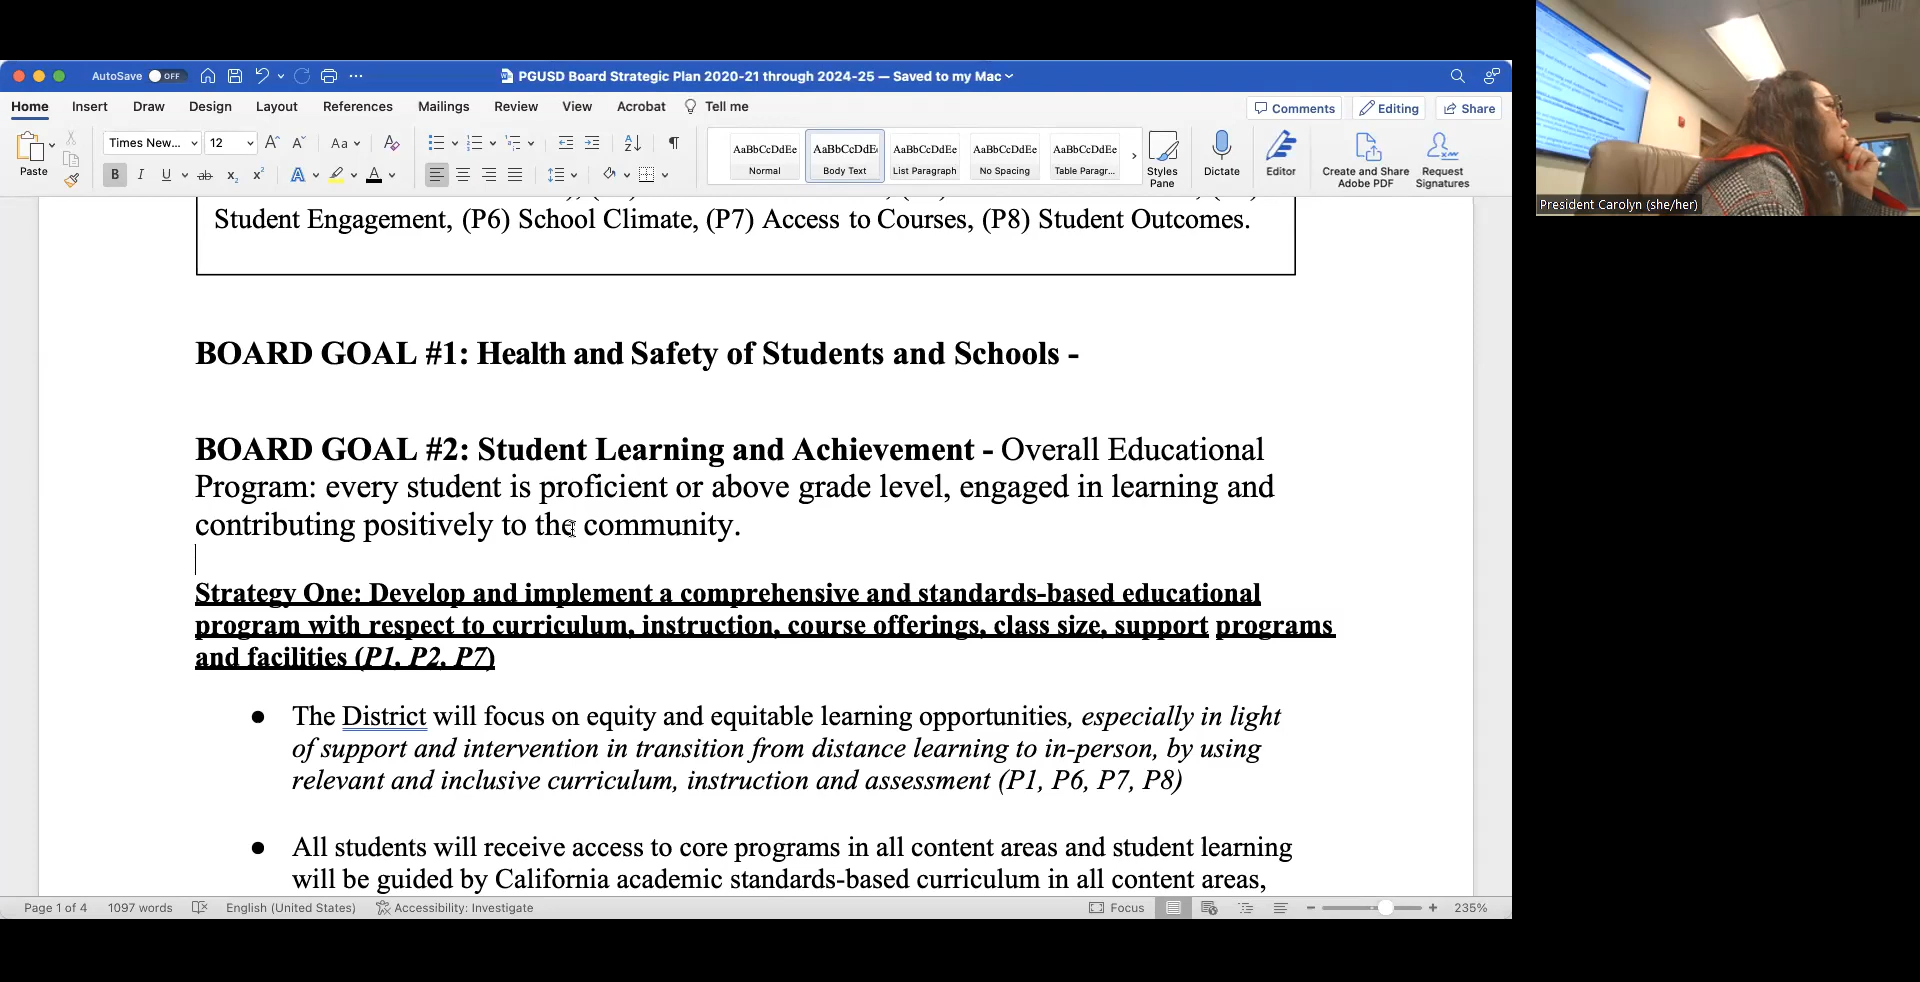 AutoSave OFF
PGUSD Board Strategic Plan 2020-21 through 2024-25 — Saved to my Mac
Home Insert Draw Design Layout References Mailings Review View Acrobat Tell me
Comments Editing Share
Paste
Times New... 12
AaBbCcDdEe AaBbCcDdE AaBbCcDdEe AaBbCcDdEe AaBbCcDdEe
Normal Body Text List Paragraph No Spacing Table Paragr...
Styles Pane
Dictate
Editor
Create and Share Adobe PDF
Request Signatures
Student Engagement, (P6) School Climate, (P7) Access to Courses, (P8) Student Outcomes.
BOARD GOAL #1: Health and Safety of Students and Schools -
BOARD GOAL #2: Student Learning and Achievement - Overall Educational
Program: every student is proficient or above grade level, engaged in learning and
contributing positively to the community.
Strategy One: Develop and implement a comprehensive and standards-based educational
program with respect to curriculum, instruction, course offerings, class size, support programs
and facilities (P1, P2, P7)
● The District will focus on equity and equitable learning opportunities, especially in light
of support and intervention in transition from distance learning to in-person, by using
relevant and inclusive curriculum, instruction and assessment (P1, P6, P7, P8)
● All students will receive access to core programs in all content areas and student learning
will be guided by California academic standards-based curriculum in all content areas,
Page 1 of 4 1097 words English (United States) Accessibility: Investigate
Focus 235%
President Carolyn (she/her)